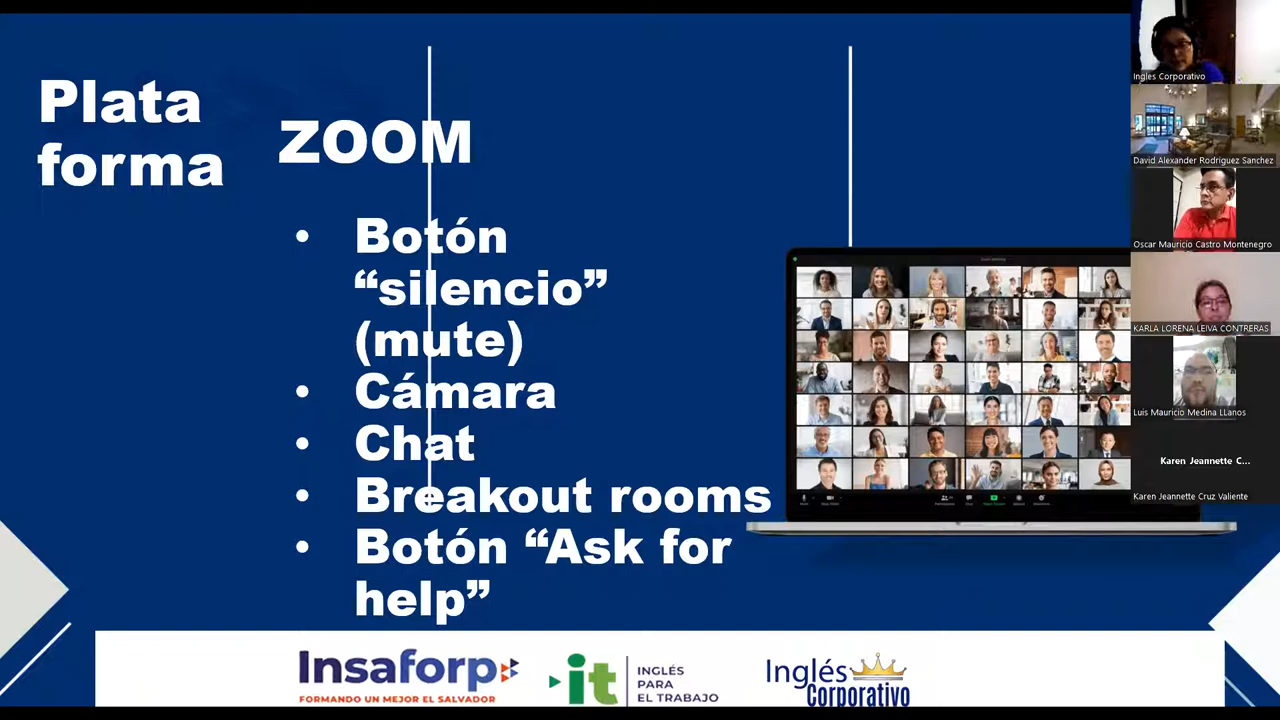 Plata
forma
ZOOM
• Botón
“silencio”
(mute)
• Cámara
• Chat
• Breakout rooms
• Botón “Ask for
help”
Insaforp
FORMANDO UN MEJOR EL SALVADOR
it
INGLÉS
PARA
EL TRABAJO
Inglés
Corporativo
Ingles Corporativo
David Alexander Rodriguez Sanchez
Oscar Mauricio Castro Montenegro
KARLA LORENA LEIVA CONTRERAS
Luis Mauricio Medina LLanos
Karen Jeannette C...
Karen Jeannette Cruz Valiente